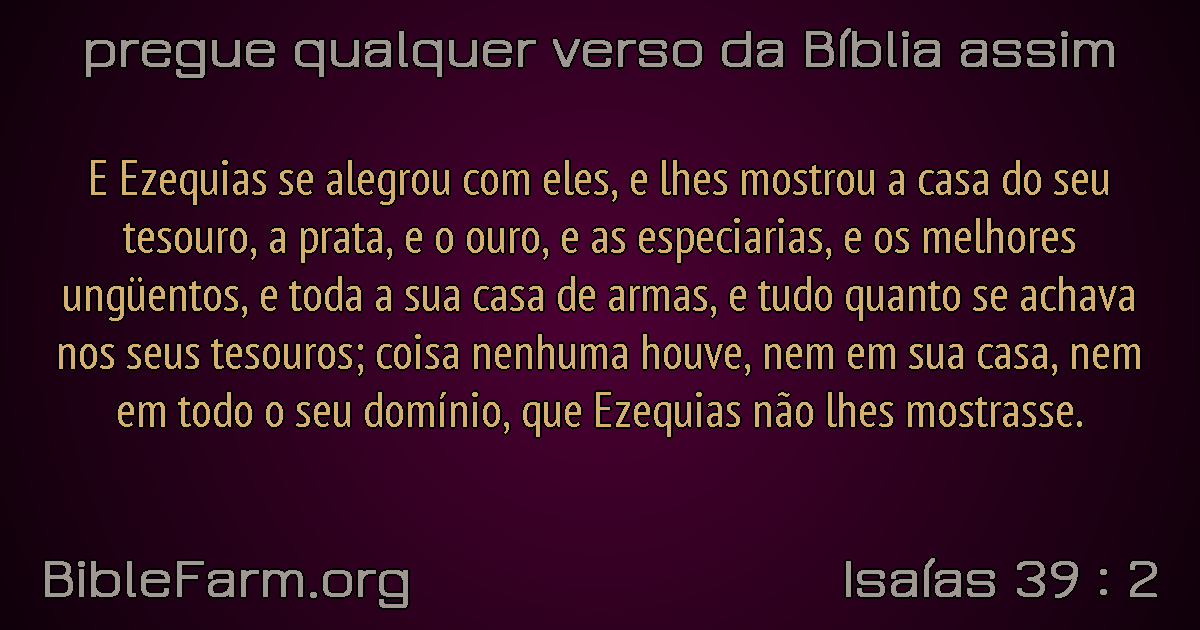 pregue qualquer verso da Bíblia assim
E Ezequias se alegrou com eles, e lhes mostrou a casa do seu
tesouro, a prata, e o ouro, e as especiarias, e os melhores
ungüentos, e toda a sua casa de armas, e tudo quanto se achava
nos seus tesouros; coisa nenhuma houve, nem em sua casa, nem
em todo o seu domínio, que Ezequias não lhes mostrasse.
BibleFarm.org
Isaías 39 : 2